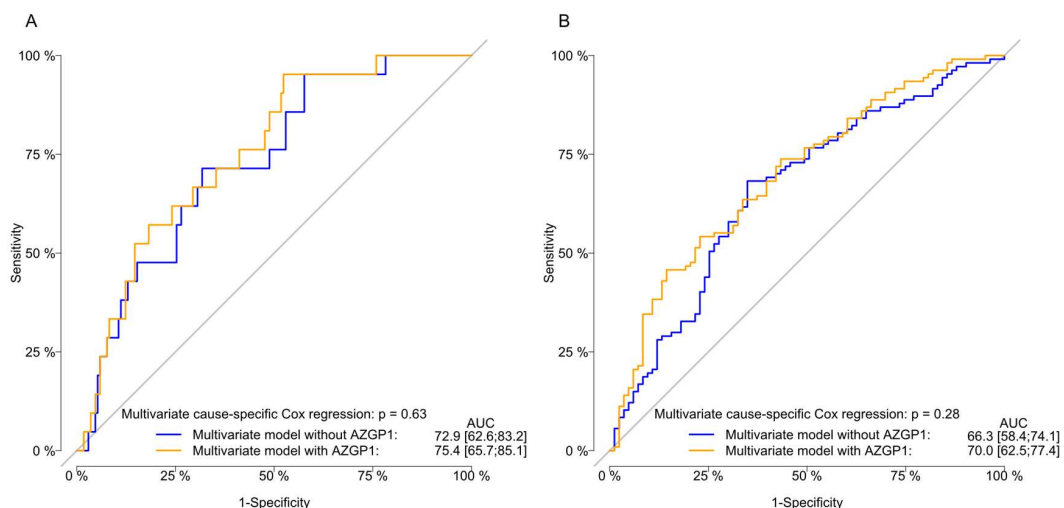 A
100 %
75 %
50 %
25 %
0 %
Sensitivity
Multivariate cause-specific Cox regression: p = 0.63
AUC
Multivariate model without AZGP1: 72.9 [62.6;83.2]
Multivariate model with AZGP1: 75.4 [65.7;85.1]
0 % 25 % 50 % 75 % 100 %
1-Specificity
B
100 %
75 %
50 %
25 %
0 %
Sensitivity
Multivariate cause-specific Cox regression: p = 0.28
AUC
Multivariate model without AZGP1: 66.3 [58.4;74.1]
Multivariate model with AZGP1: 70.0 [62.5;77.4]
0 % 25 % 50 % 75 % 100 %
1-Specificity